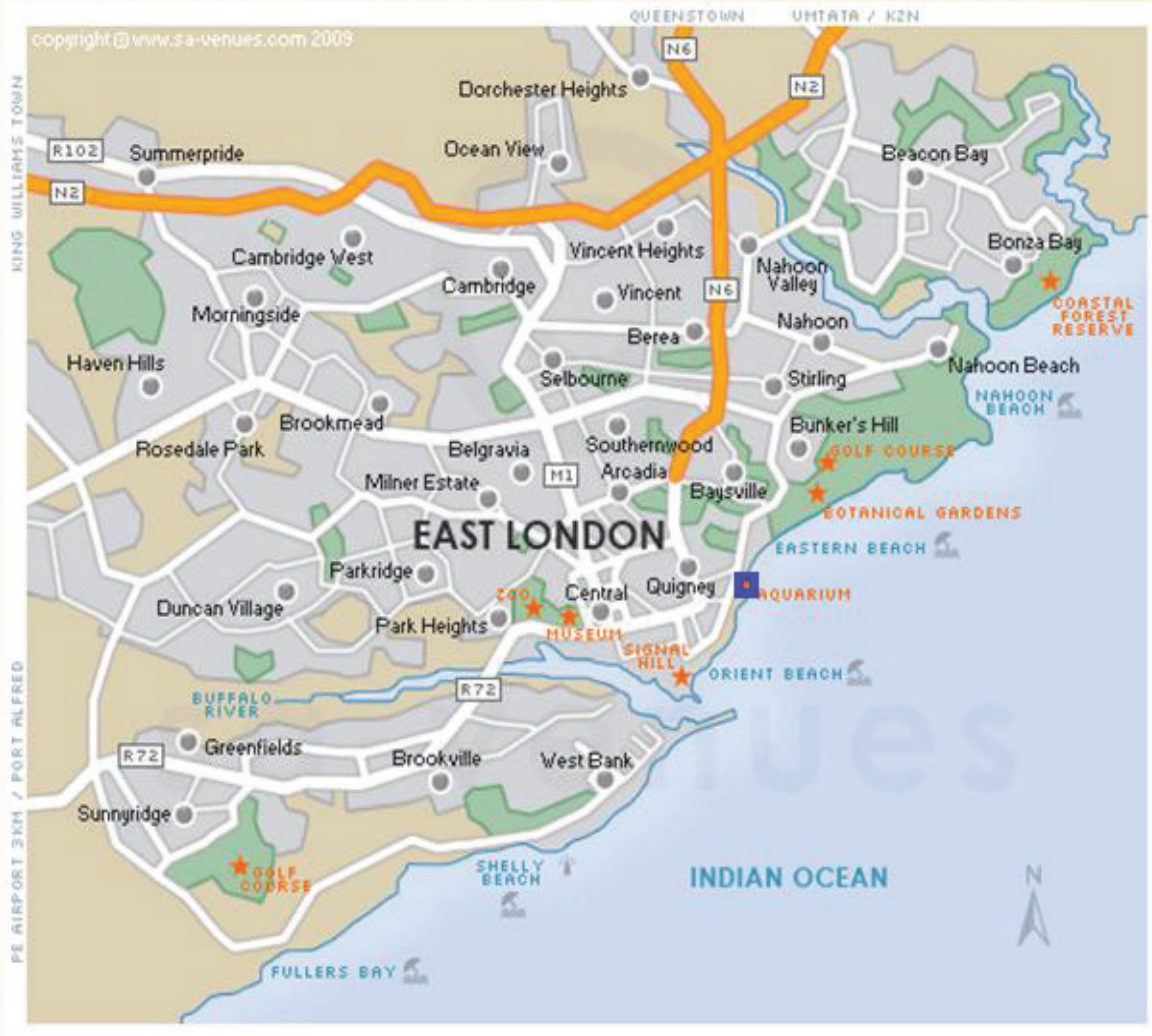 QUEENSTOWN
UMTATA / KZN
copyright@www.sa-venues.com 2009
N6
Dorchester Heights
N2
KING WILLIAMS TOWN
R102
Summerpride
Ocean View
Beacon Bay
N2
Cambridge West
Vincent Heights
Bonza Bay
Cambridge
Nahoon
Valley
Vincent
N6
COASTAL
FOREST
RESERVE
Morningside
Berea
Nahoon
Haven Hills
Selbourne
Stirling
Nahoon Beach
NAHOON
BEACH
Brookmead
Rosedale Park
Bunker's Hill
Belgravia
Southernwood
GOLF COURSE
M1
Arcadia
Milner Estate
Baysville
BOTANICAL GARDENS
EAST LONDON
EASTERN BEACH
Parkridge
Quigney
Central
AQUARIUM
ZOO
Duncan Village
Park Heights
MUSEUM
SIGNAL
HILL
ORIENT BEACH
BUFFALO
RIVER
R72
PE AIRPORT 3KM / PORT ALFRED
Greenfields
R72
Brookville
West Bank
nues
Sunnyridge
GOLF
COURSE
SHELLY
BEACH
INDIAN OCEAN
N
FULLERS BAY